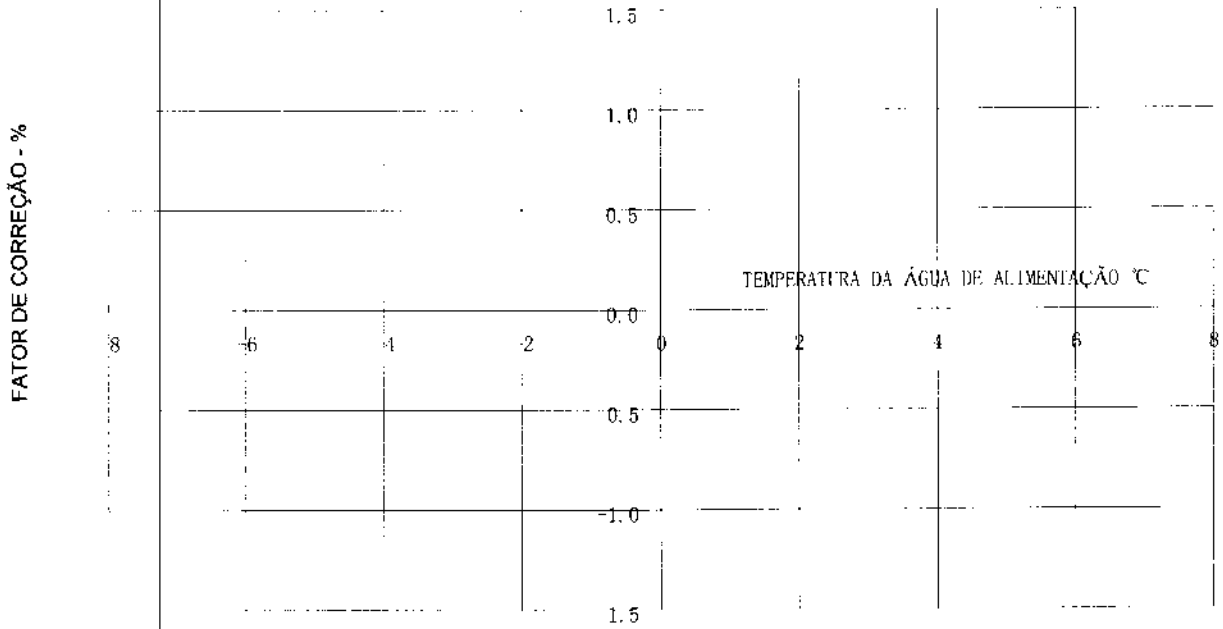 FATOR DE CORREÇÃO - %
1.5
1.0
0.5
TEMPERATURA DA ÁGUA DE ALIMENTAÇÃO ℃
0.0
8 -6 4 -2 0 2 4 6 8
0.5
-1.0
1.5